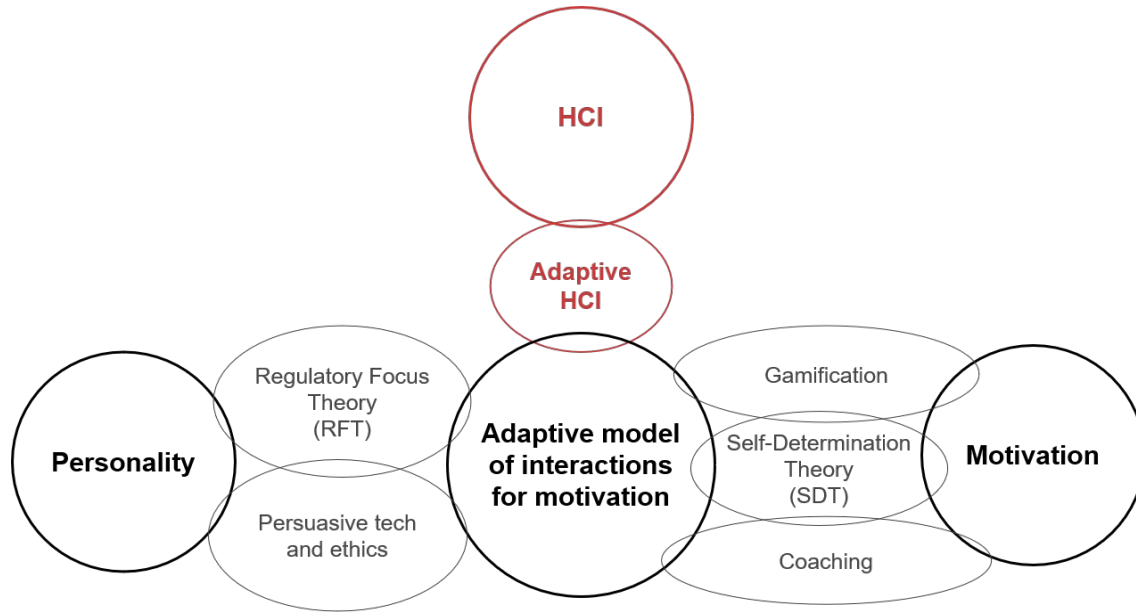 HCI
Adaptive
HCI
Regulatory Focus
Theory
(RFT)
Gamification
Personality
Adaptive model
of interactions
for motivation
Self-Determination
Theory
(SDT)
Motivation
Persuasive tech
and ethics
Coaching